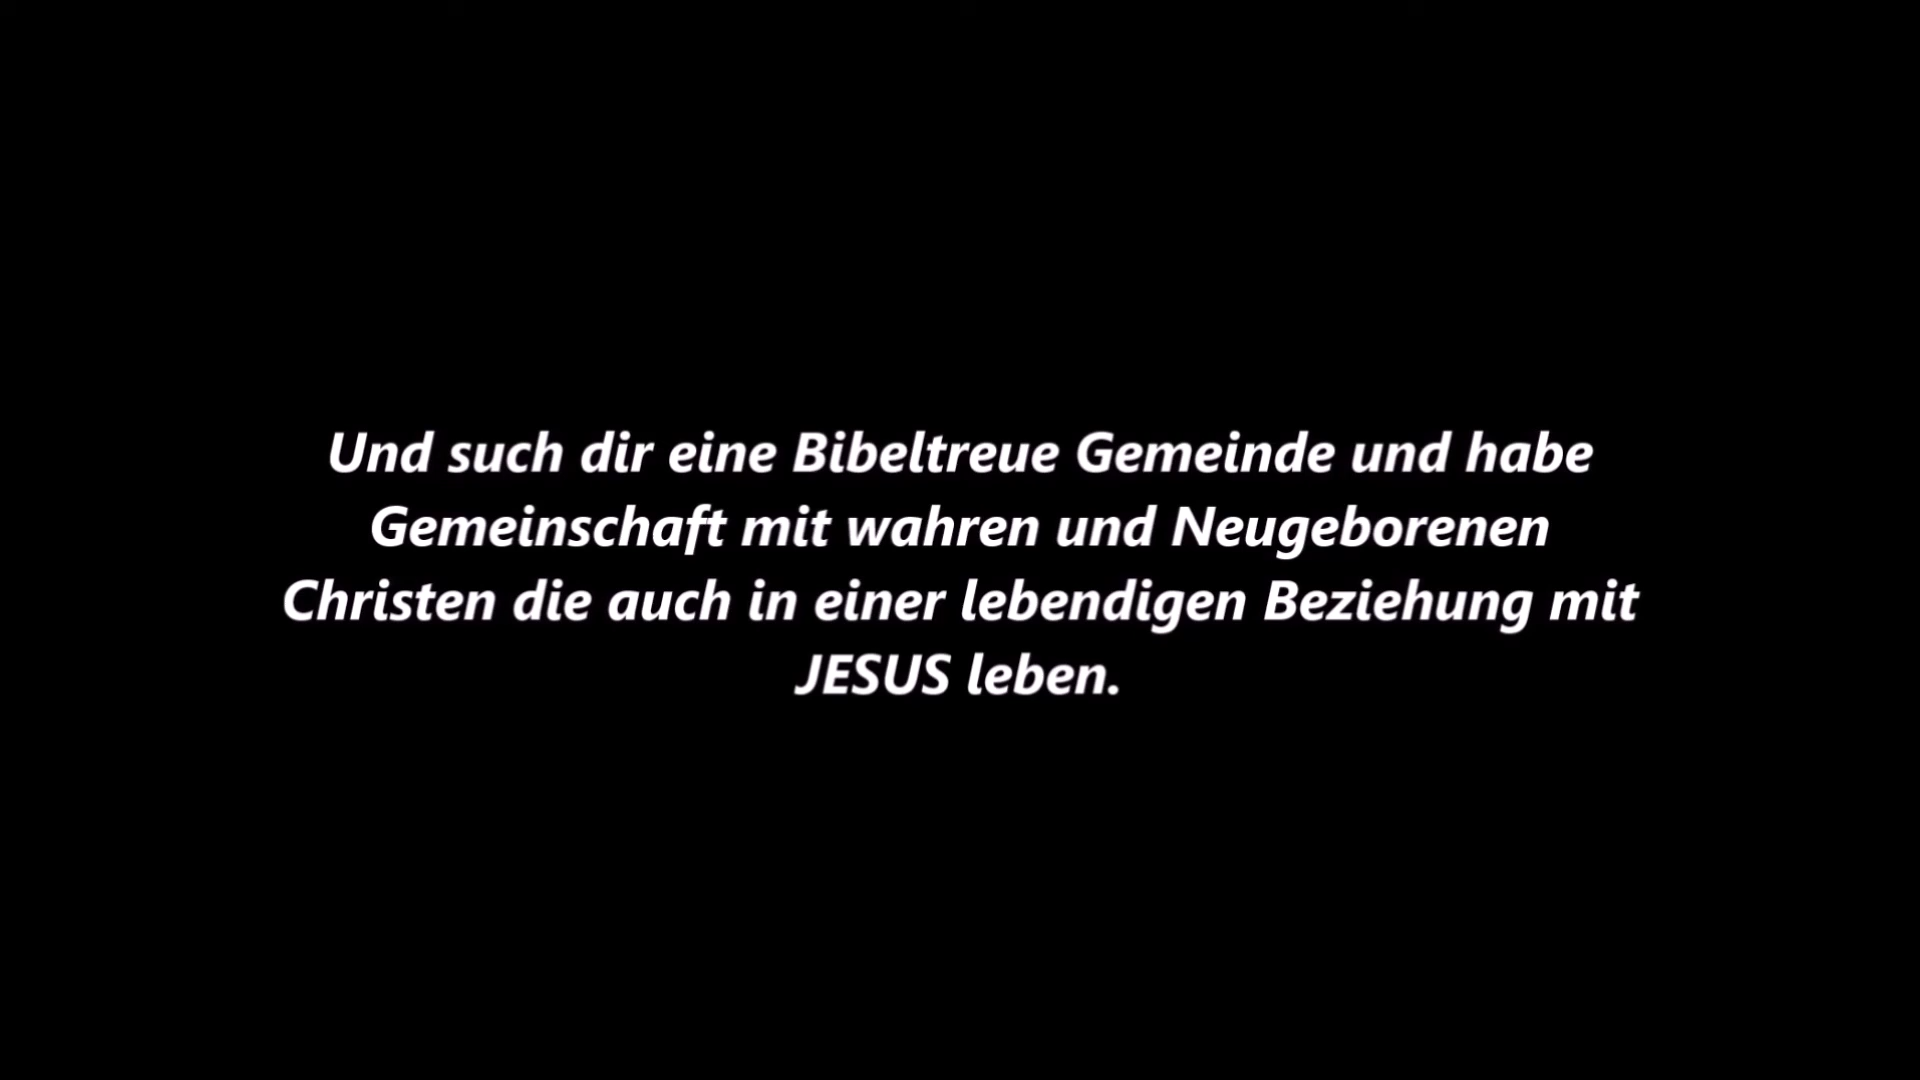 Und such dir eine Bibeltreue Gemeinde und habe
Gemeinschaft mit wahren und Neugeborenen
Christen die auch in einer lebendigen Beziehung mit
JESUS leben.